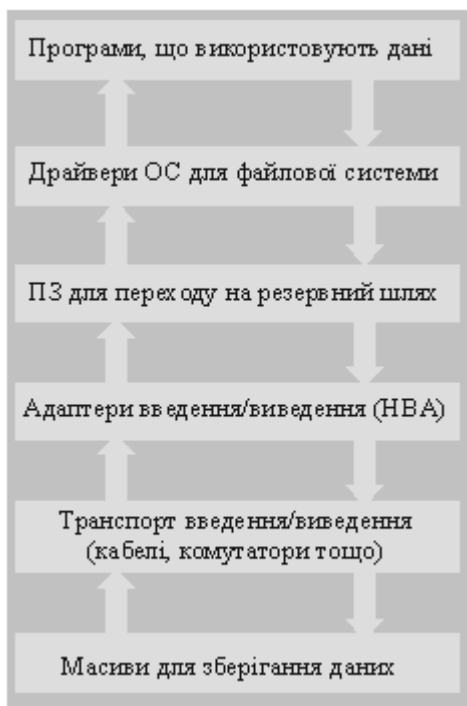 Програми, що використовують дані
Драйвери ОС для файлової системи
ПЗ для переходу на резервний шлях
Адаптери введення/виведення (HBA)
Транспорт введення/виведення
(кабелі, комутатори тощо)
Масиви для зберігання даних